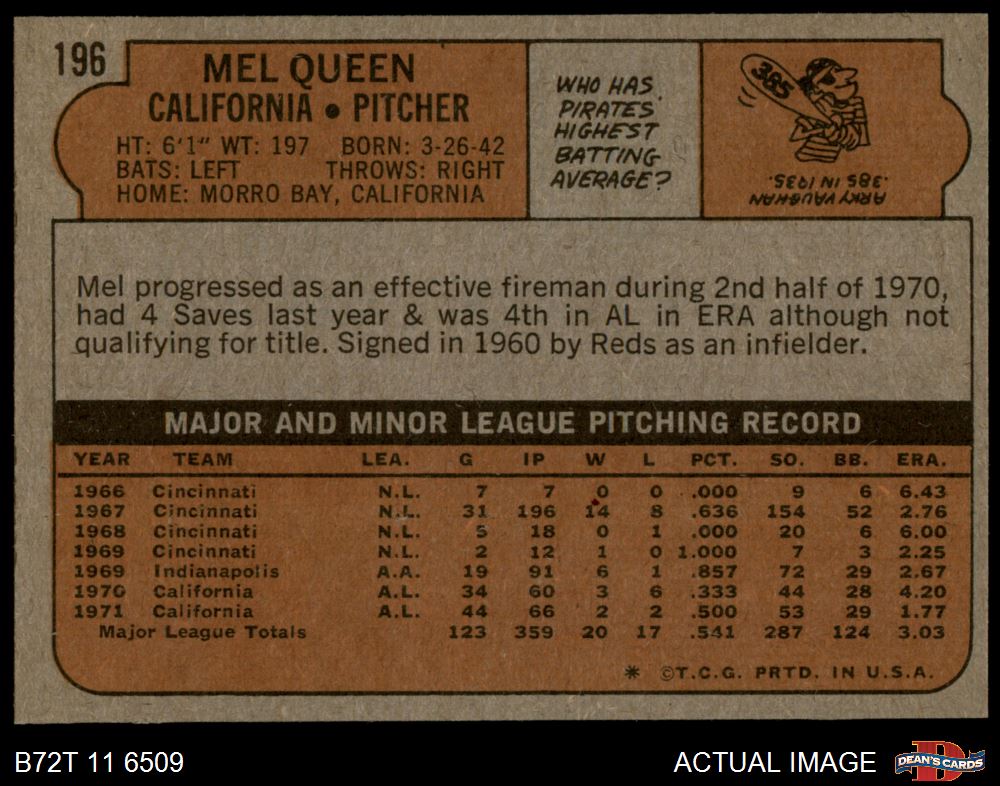 196
MEL QUEEN
CALIFORNIA • PITCHER
HT: 6'1" WT: 197 BORN: 3-26-42
BATS: LEFT THROWS: RIGHT
HOME: MORRO BAY, CALIFORNIA
WHO HAS
PIRATES'
HIGHEST
BATTING
AVERAGE?
385
ARKY VAUGHAN
.385 IN 1935.
Mel progressed as an effective fireman during 2nd half of 1970,
had 4 Saves last year & was 4th in AL in ERA although not
qualifying for title. Signed in 1960 by Reds as an infielder.
MAJOR AND MINOR LEAGUE PITCHING RECORD
YEAR TEAM LEA. G IP W L PCT. SO. BB. ERA.
1966 Cincinnati N.L. 7 7 0 0 .000 9 6 6.43
1967 Cincinnati N.L. 31 196 14 8 .636 154 52 2.76
1968 Cincinnati N.L. 5 18 0 1 .000 20 6 6.00
1969 Cincinnati N.L. 2 12 1 0 1.000 7 3 2.25
1969 Indianapolis A.A. 19 91 6 1 .857 72 29 2.67
1970 California A.L. 34 60 3 6 .333 44 28 4.20
1971 California A.L. 44 66 2 2 .500 53 29 1.77
Major League Totals 123 359 20 17 .541 287 124 3.03
* ©T.C.G. PRTD. IN U.S.A.
B72T 11 6509
ACTUAL IMAGE
D
DEAN'S CARDS